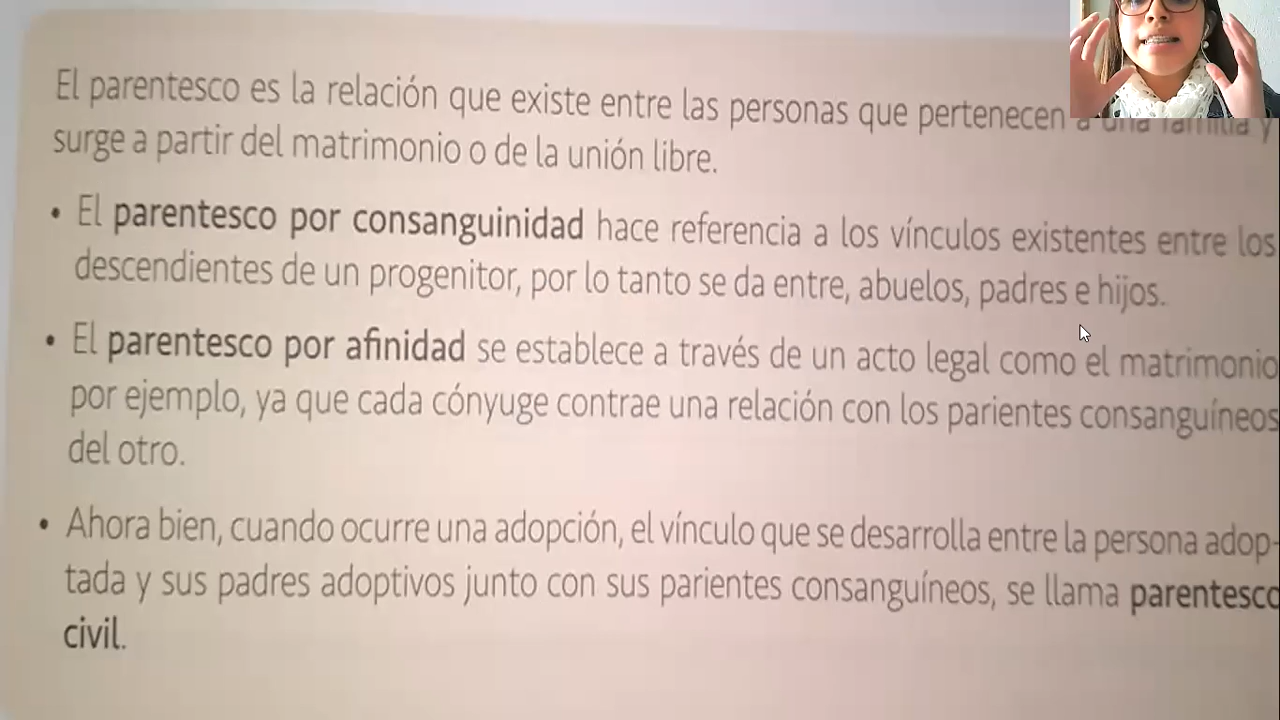 El parentesco es la relación que existe entre las personas que pertenecen a una familia y
surge a partir del matrimonio o de la unión libre.
• El parentesco por consanguinidad hace referencia a los vínculos existentes entre los
descendientes de un progenitor, por lo tanto se da entre, abuelos, padres e hijos.
• El parentesco por afinidad se establece a través de un acto legal como el matrimonio
por ejemplo, ya que cada cónyuge contrae una relación con los parientes consanguíneos
del otro.
• Ahora bien, cuando ocurre una adopción, el vínculo que se desarrolla entre la persona adop-
tada y sus padres adoptivos junto con sus parientes consanguíneos, se llama parentesco
civil.